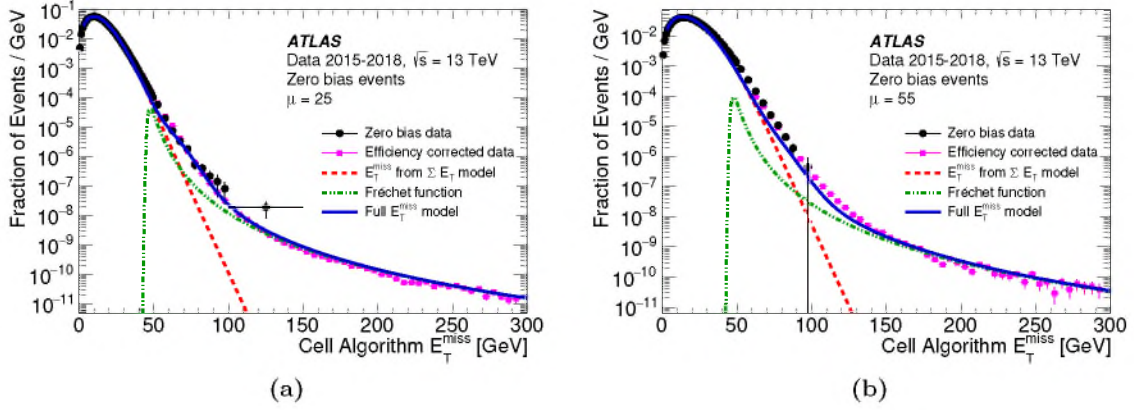 Fraction of Events / GeV
10⁻¹
10⁻²
10⁻³
10⁻⁴
10⁻⁵
10⁻⁶
10⁻⁷
10⁻⁸
10⁻⁹
10⁻¹⁰
10⁻¹¹
ATLAS
Data 2015-2018, √s = 13 TeV
Zero bias events
μ = 25
Zero bias data
Efficiency corrected data
E_T^miss from Σ E_T model
Fréchet function
Full E_T^miss model
0 50 100 150 200 250 300
Cell Algorithm E_T^miss [GeV]
(a)
Fraction of Events / GeV
10⁻¹
10⁻²
10⁻³
10⁻⁴
10⁻⁵
10⁻⁶
10⁻⁷
10⁻⁸
10⁻⁹
10⁻¹⁰
10⁻¹¹
ATLAS
Data 2015-2018, √s = 13 TeV
Zero bias events
μ = 55
Zero bias data
Efficiency corrected data
E_T^miss from Σ E_T model
Fréchet function
Full E_T^miss model
0 50 100 150 200 250 300
Cell Algorithm E_T^miss [GeV]
(b)